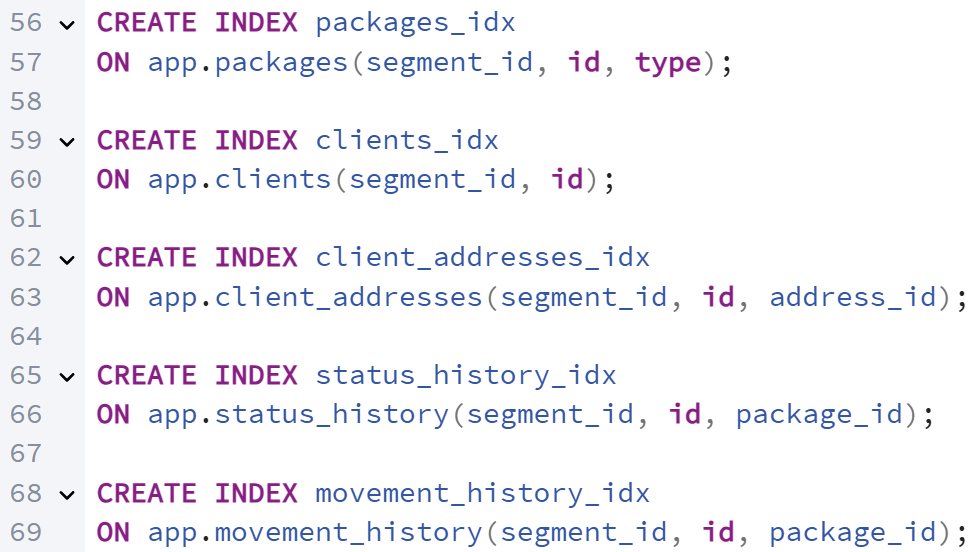 56 CREATE INDEX packages_idx
57 ON app.packages(segment_id, id, type);
58
59 CREATE INDEX clients_idx
60 ON app.clients(segment_id, id);
61
62 CREATE INDEX client_addresses_idx
63 ON app.client_addresses(segment_id, id, address_id);
64
65 CREATE INDEX status_history_idx
66 ON app.status_history(segment_id, id, package_id);
67
68 CREATE INDEX movement_history_idx
69 ON app.movement_history(segment_id, id, package_id);